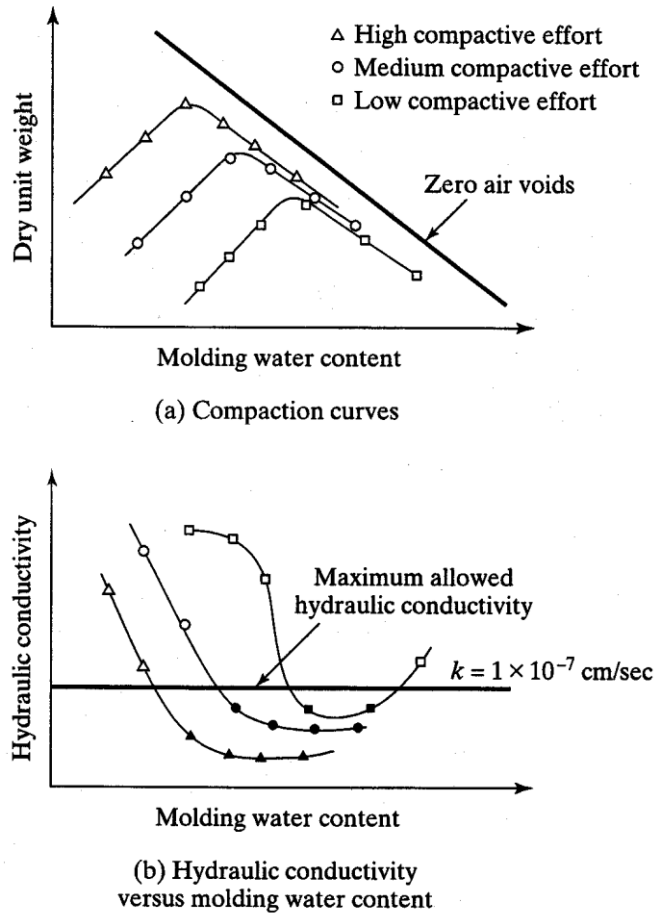 High compactive effort
Medium compactive effort
Low compactive effort
Zero air voids
Dry unit weight
Molding water content
(a) Compaction curves
Maximum allowed
hydraulic conductivity
k = 1 × 10⁻⁷ cm/sec
Hydraulic conductivity
Molding water content
(b) Hydraulic conductivity
versus molding water content